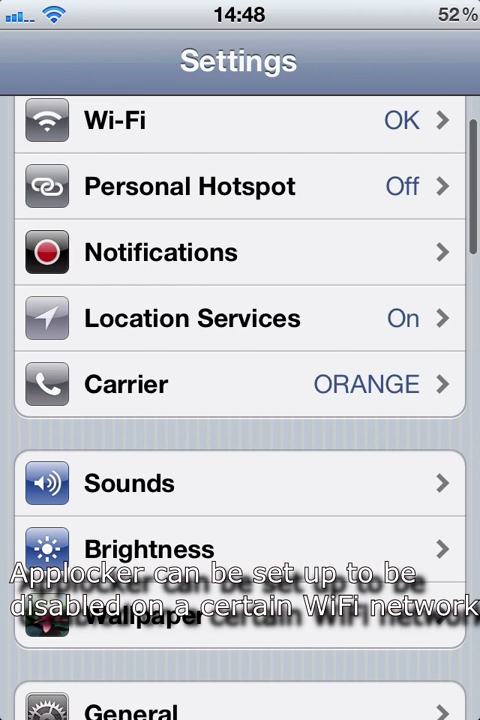 14:48
52%
Settings
Wi-Fi OK
Personal Hotspot Off
Notifications
Location Services On
Carrier ORANGE
Sounds
Brightness
Applocker can be set up to be
disabled on a certain WiFi network
Wallpaper
General